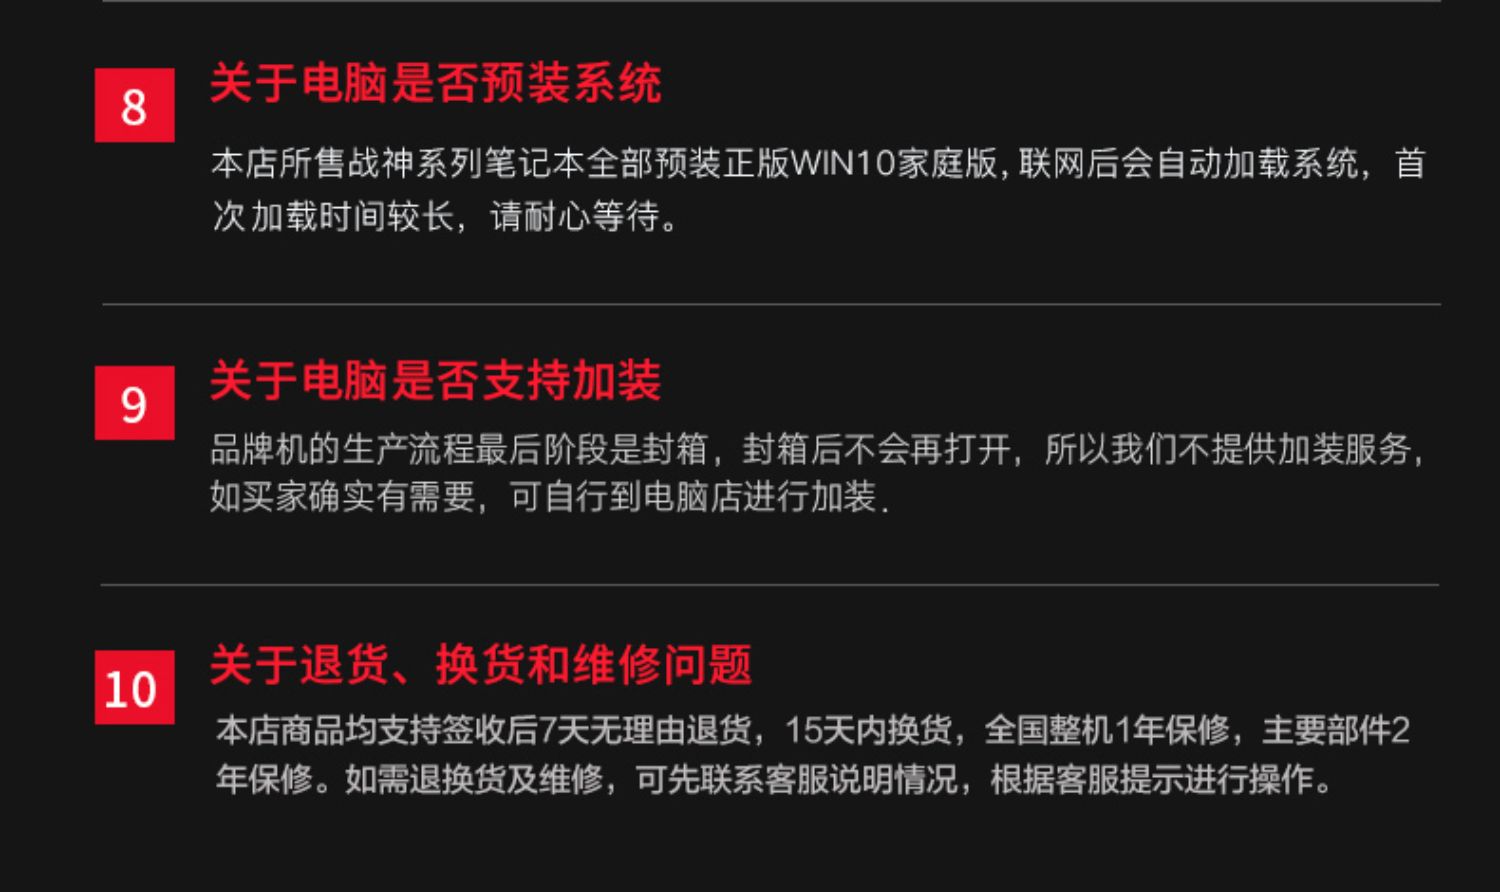 8
关于电脑是否预装系统
本店所售战神系列笔记本全部预装正版WIN10家庭版, 联网后会自动加载系统，首
次加载时间较长，请耐心等待。
9
关于电脑是否支持加装
品牌机的生产流程最后阶段是封箱，封箱后不会再打开，所以我们不提供加装服务，
如买家确实有需要，可自行到电脑店进行加装.
10
关于退货、换货和维修问题
本店商品均支持签收后7天无理由退货，15天内换货，全国整机1年保修，主要部件2
年保修。如需退换货及维修，可先联系客服说明情况，根据客服提示进行操作。